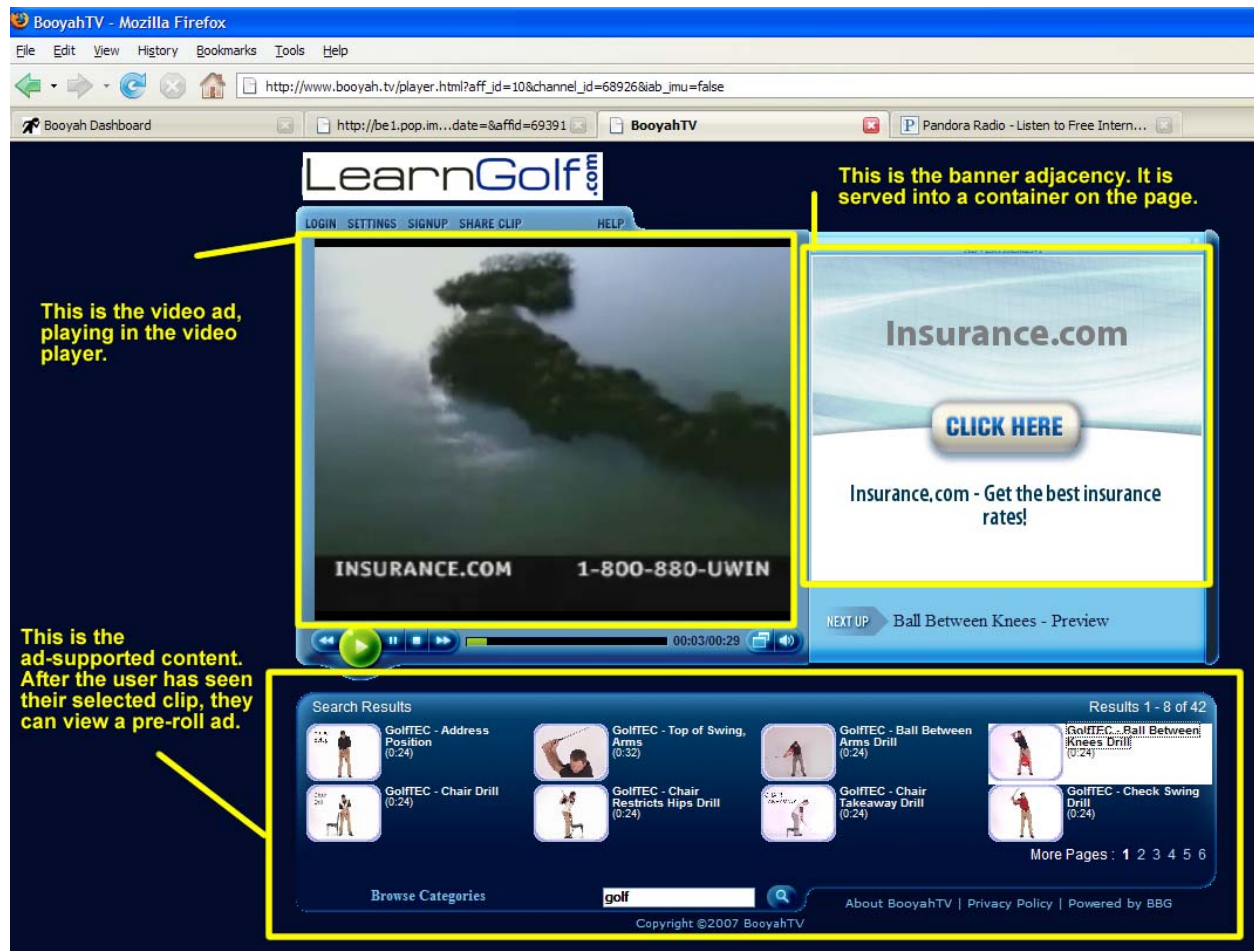 BooyahTV - Mozilla Firefox
File Edit View History Bookmarks Tools Help
http://www.booyah.tv/player.html?aff_id=10&channel_id=68926&iab_imu=false
Booyah Dashboard
http://be1.pop.im...date=&affid=69391
BooyahTV
Pandora Radio - Listen to Free Intern...
LearnGolf.com
This is the banner adjacency. It is
served into a container on the page.
LOGIN SETTINGS SIGNUP SHARE CLIP HELP
This is the video ad,
playing in the video
player.
Insurance.com
CLICK HERE
Insurance.com - Get the best insurance
rates!
INSURANCE.COM 1-800-880-UWIN
NEXT UP Ball Between Knees - Preview
00:03/00:29
This is the
ad-supported content.
After the user has seen
their selected clip, they
can view a pre-roll ad.
Search Results
Results 1 - 8 of 42
GolfTEC - Address
Position
(0:24)
GolfTEC - Top of Swing,
Arms
(0:32)
GolfTEC - Ball Between
Arms Drill
(0:24)
GolfTEC - Ball Between
Knees Drill
(0:24)
GolfTEC - Chair Drill
(0:24)
GolfTEC - Chair
Restricts Hips Drill
(0:24)
GolfTEC - Chair
Takeaway Drill
(0:24)
GolfTEC - Check Swing
Drill
(0:24)
More Pages : 1 2 3 4 5 6
Browse Categories
golf
About BooyahTV | Privacy Policy | Powered by BBG
Copyright ©2007 BooyahTV